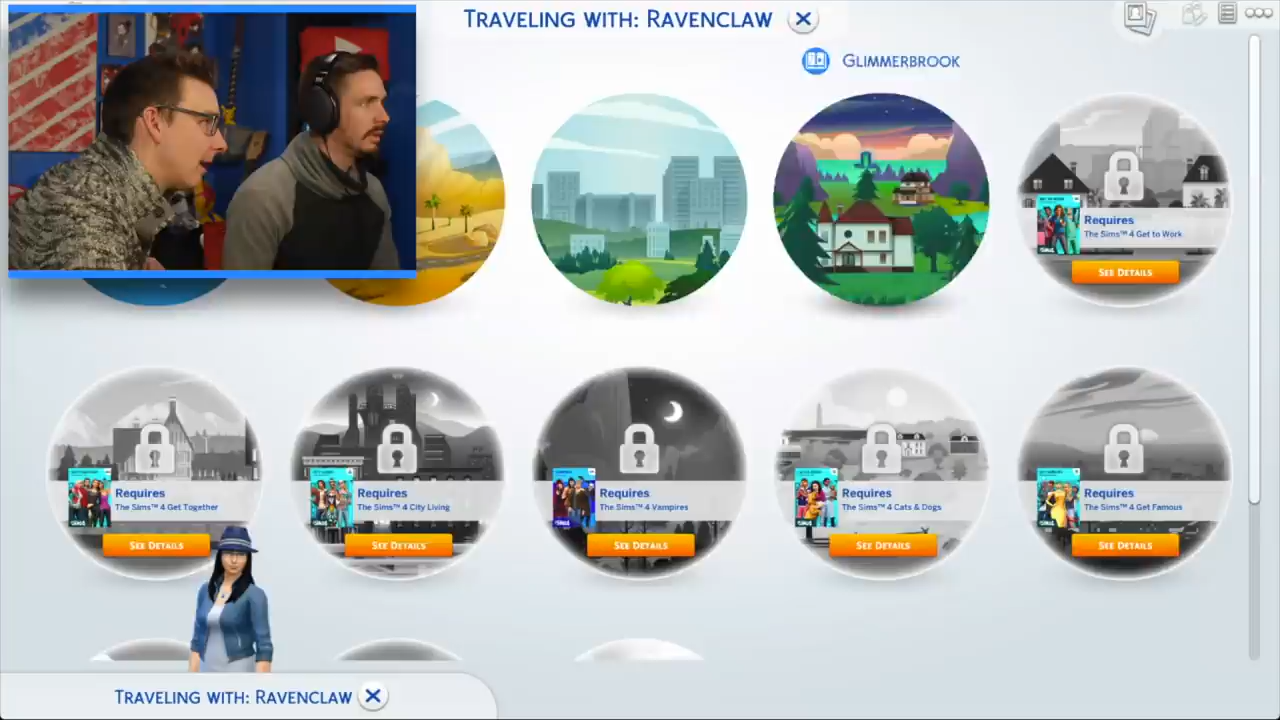 TRAVELING WITH: RAVENCLAW
GLIMMERBROOK
Requires
The Sims™ 4 Get to Work
SEE DETAILS
Requires
The Sims™ 4 Get Together
SEE DETAILS
Requires
The Sims™ 4 City Living
SEE DETAILS
Requires
The Sims™ 4 Vampires
SEE DETAILS
Requires
The Sims™ 4 Cats & Dogs
SEE DETAILS
Requires
The Sims™ 4 Get Famous
SEE DETAILS
TRAVELING WITH: RAVENCLAW